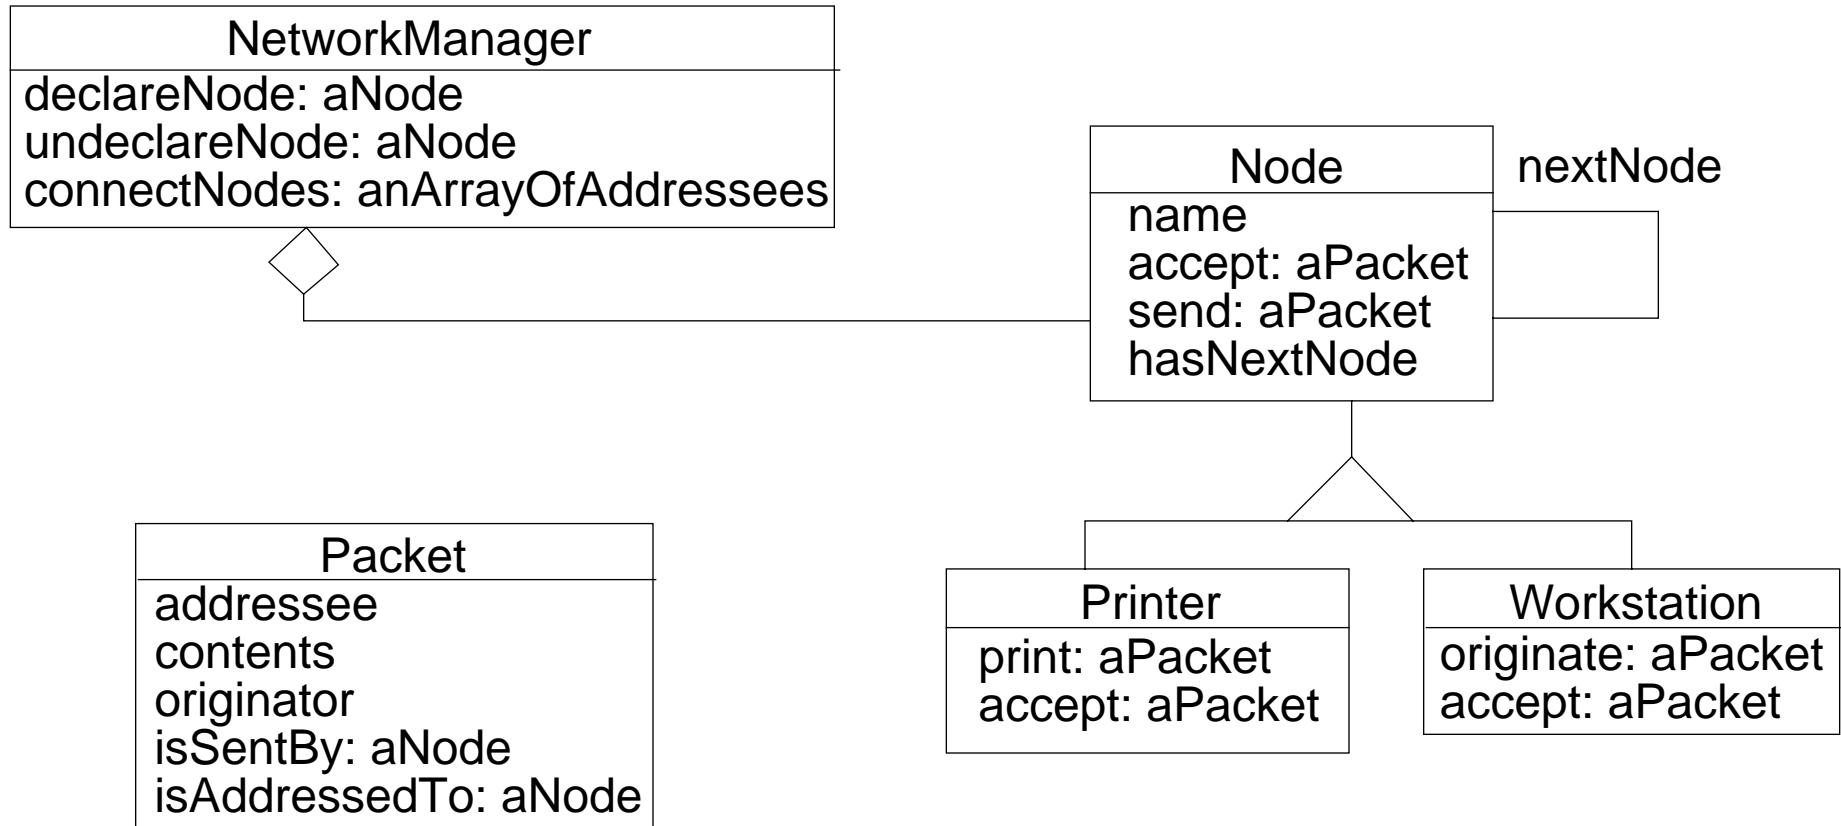 NetworkManager
declareNode: aNode
undeclareNode: aNode
connectNodes: anArrayOfAddressees
Node
nextNode
name
accept: aPacket
send: aPacket
hasNextNode
Packet
addressee
contents
originator
isSentBy: aNode
isAddressedTo: aNode
Printer
print: aPacket
accept: aPacket
Workstation
originate: aPacket
accept: aPacket